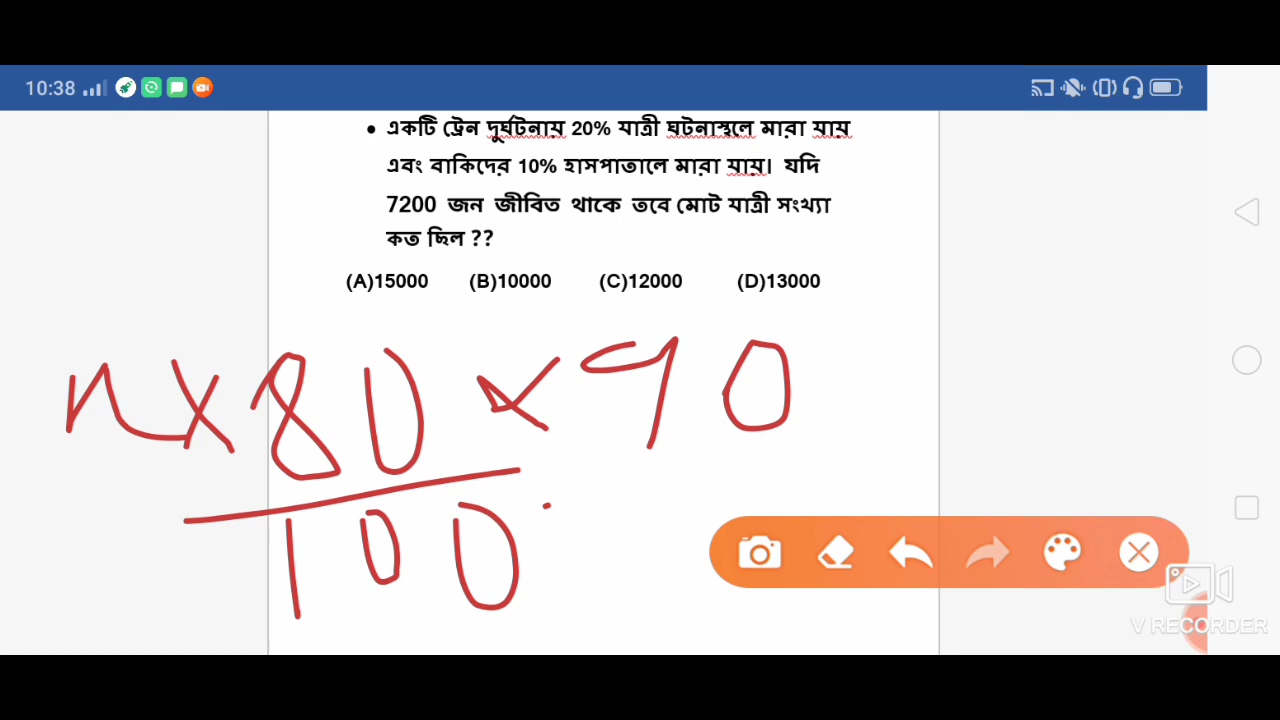 10:38
• একটি ট্রেন দুর্ঘটনায় 20% যাত্রী ঘটনাস্থলে মারা যায়
এবং বাকিদের 10% হাসপাতালে মারা যায়। যদি
7200 জন জীবিত থাকে তবে মোট যাত্রী সংখ্যা
কত ছিল ??
(A)15000 (B)10000 (C)12000 (D)13000
n x 80 x 90
100
V RECORDER